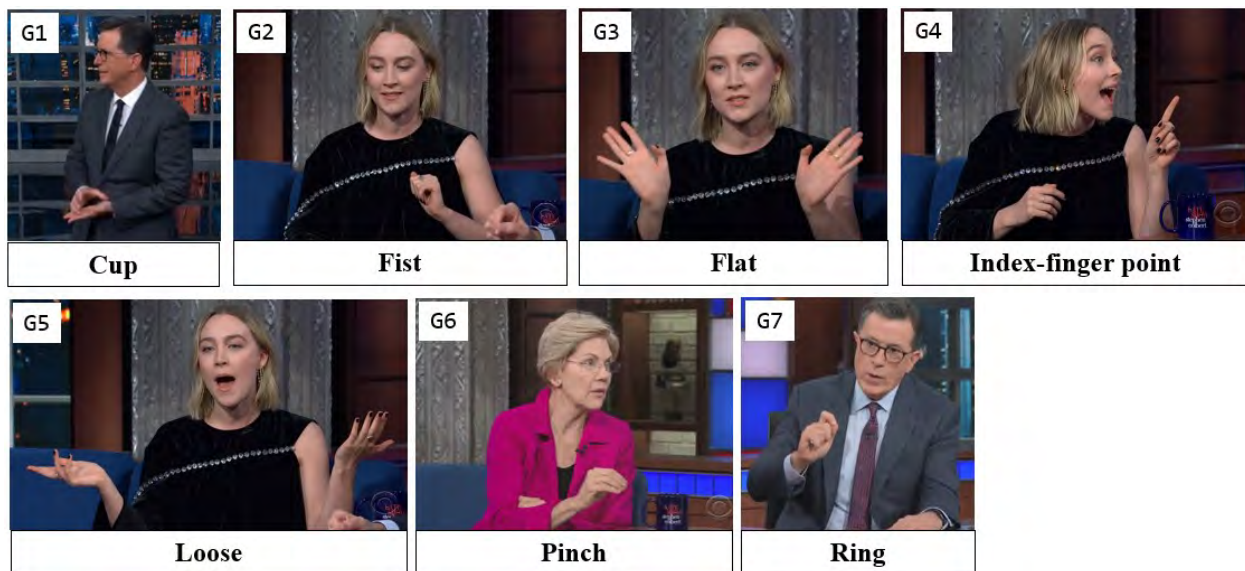 G1
G2
G3
G4
Cup
Fist
Flat
Index-finger point
G5
G6
G7
Loose
Pinch
Ring